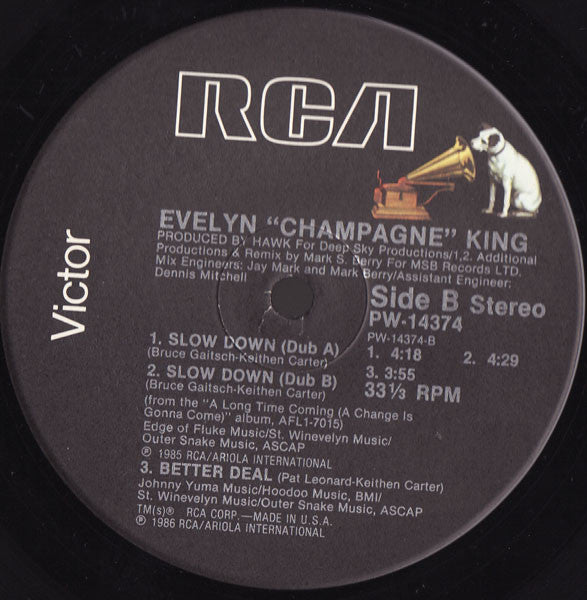 RCA
Victor
EVELYN "CHAMPAGNE" KING
PRODUCED BY HAWK For Deep Sky Productions/1,2. Additional
Productions & Remix by Mark S. Berry For MSB Records LTD.
Mix Engineers: Jay Mark and Mark Berry/Assistant Engineer:
Dennis Mitchell
Side B Stereo
PW-14374
PW-14374-B
1. 4:18 2. 4:29
3. 3:55
33⅓ RPM
1. SLOW DOWN (Dub A)
(Bruce Gaitsch-Keithen Carter)
2. SLOW DOWN (Dub B)
(Bruce Gaitsch-Keithen Carter)
(from the "A Long Time Coming (A Change Is
Gonna Come)" album, AFL1-7015)
Edge of Fluke Music/St. Winevelyn Music/
Outer Snake Music, ASCAP
℗ 1985 RCA/ARIOLA INTERNATIONAL
3. BETTER DEAL (Pat Leonard-Keithen Carter)
Johnny Yuma Music/Hoodoo Music, BMI/
St. Winevelyn Music/Outer Snake Music, ASCAP
TM(s)® RCA CORP.—MADE IN U.S.A.
℗ 1986 RCA/ARIOLA INTERNATIONAL